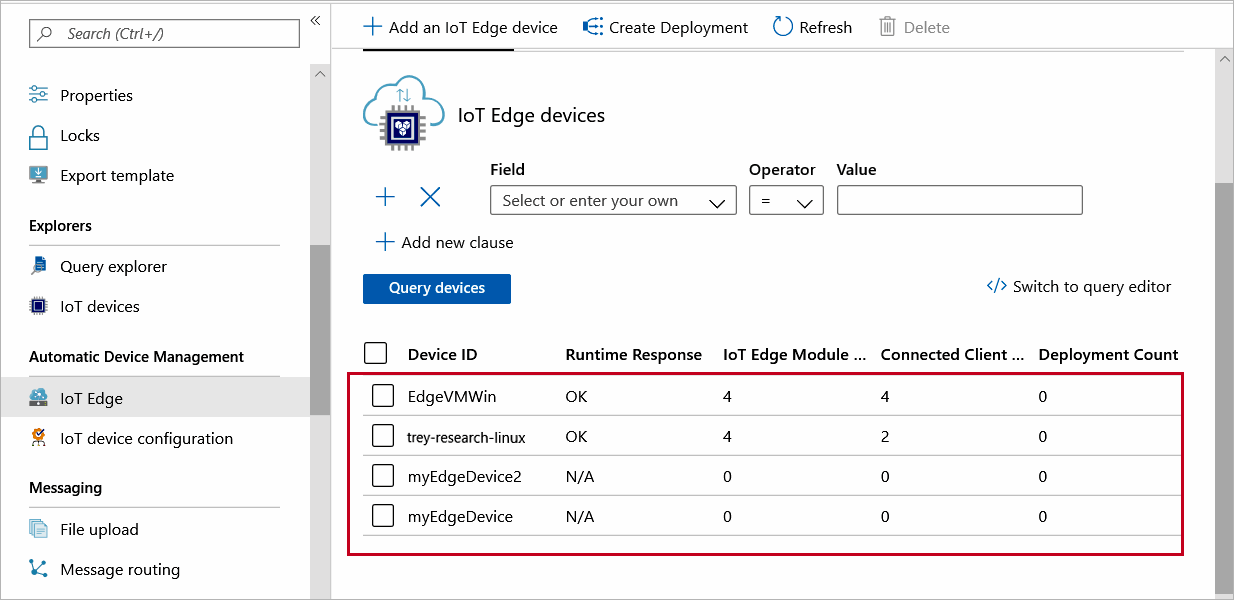 Search (Ctrl+/)
«
Properties
Locks
Export template
Explorers
Query explorer
IoT devices
Automatic Device Management
IoT Edge
IoT device configuration
Messaging
File upload
Message routing
Add an IoT Edge device Create Deployment Refresh Delete
IoT Edge devices
Field Operator Value
Select or enter your own =
Add new clause
Query devices </> Switch to query editor
Device ID Runtime Response IoT Edge Module ... Connected Client ... Deployment Count
EdgeVMWin OK 4 4 0
trey-research-linux OK 4 2 0
myEdgeDevice2 N/A 0 0 0
myEdgeDevice N/A 0 0 0